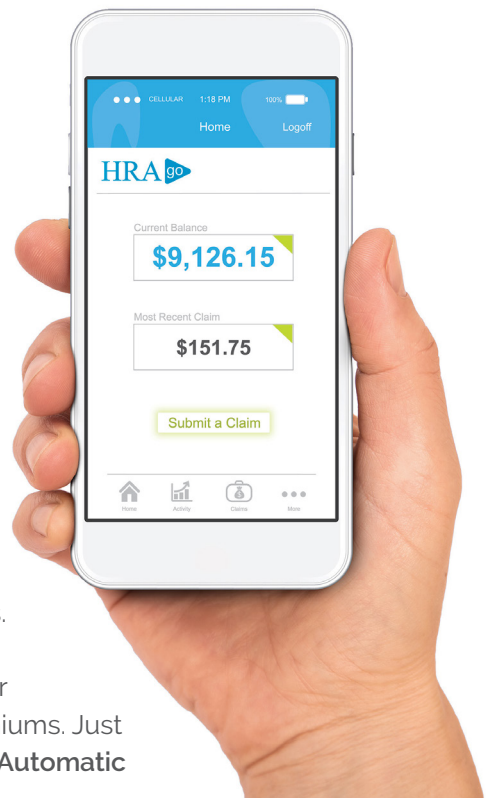 CELLULAR 1:18 PM 100%
Home Logoff
HRA go
Current Balance
$9,126.15
Most Recent Claim
$151.75
Submit a Claim
Home Activity Claims More
Just
Automatic